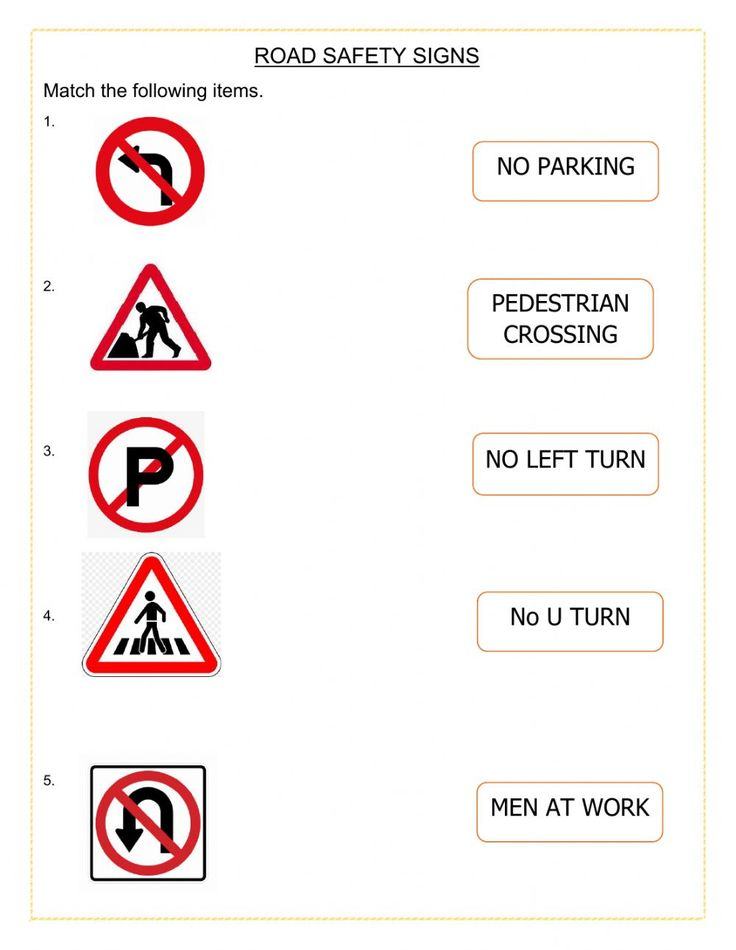 ROAD SAFETY SIGNS
Match the following items.
1.
NO PARKING
2.
PEDESTRIAN
CROSSING
3.
P
NO LEFT TURN
4.
No U TURN
5.
MEN AT WORK